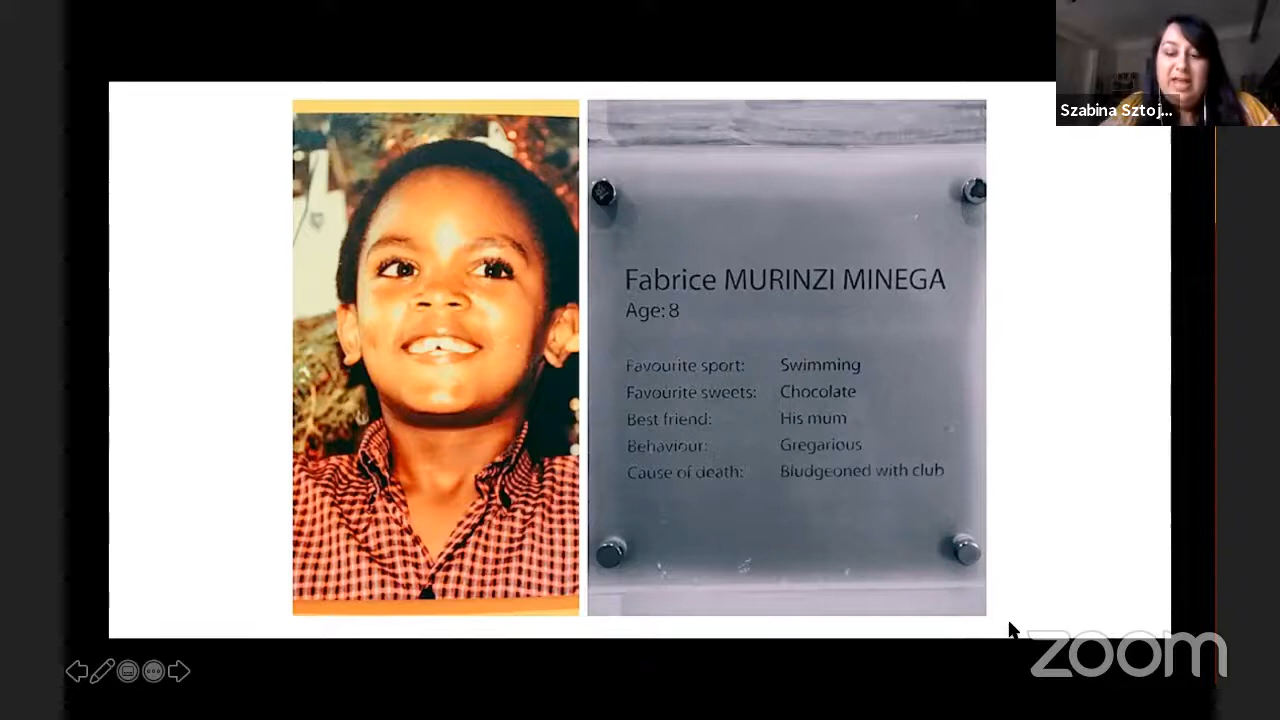 Szabina Sztoj...
Fabrice MURINZI MINEGA
Age: 8
Favourite sport: Swimming
Favourite sweets: Chocolate
Best friend: His mum
Behaviour: Gregarious
Cause of death: Bludgeoned with club
zoom